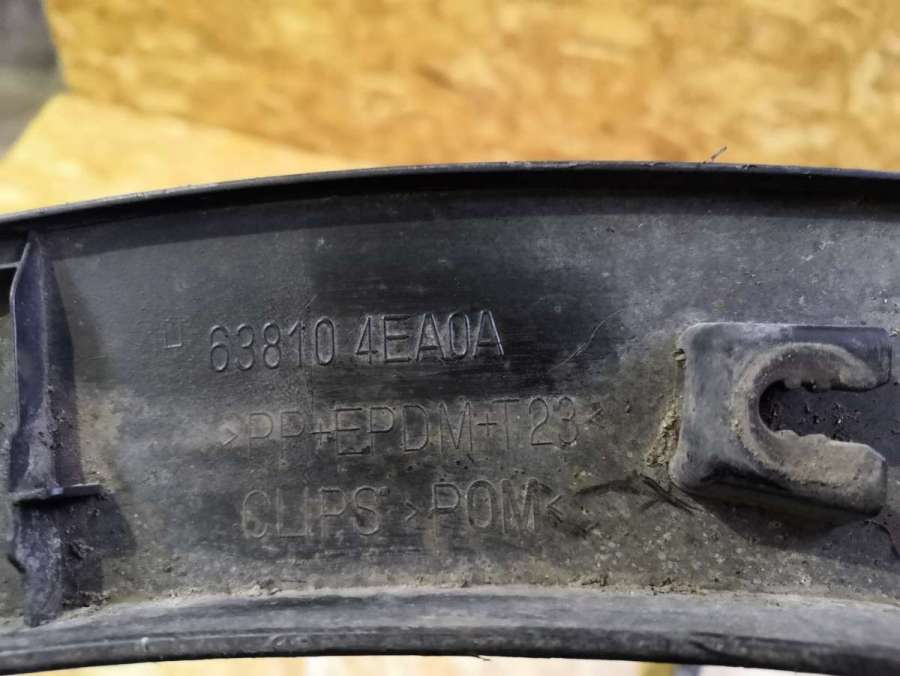 63810 4EA0A
>PP+EPDM+T23<
CLIPS >POM<